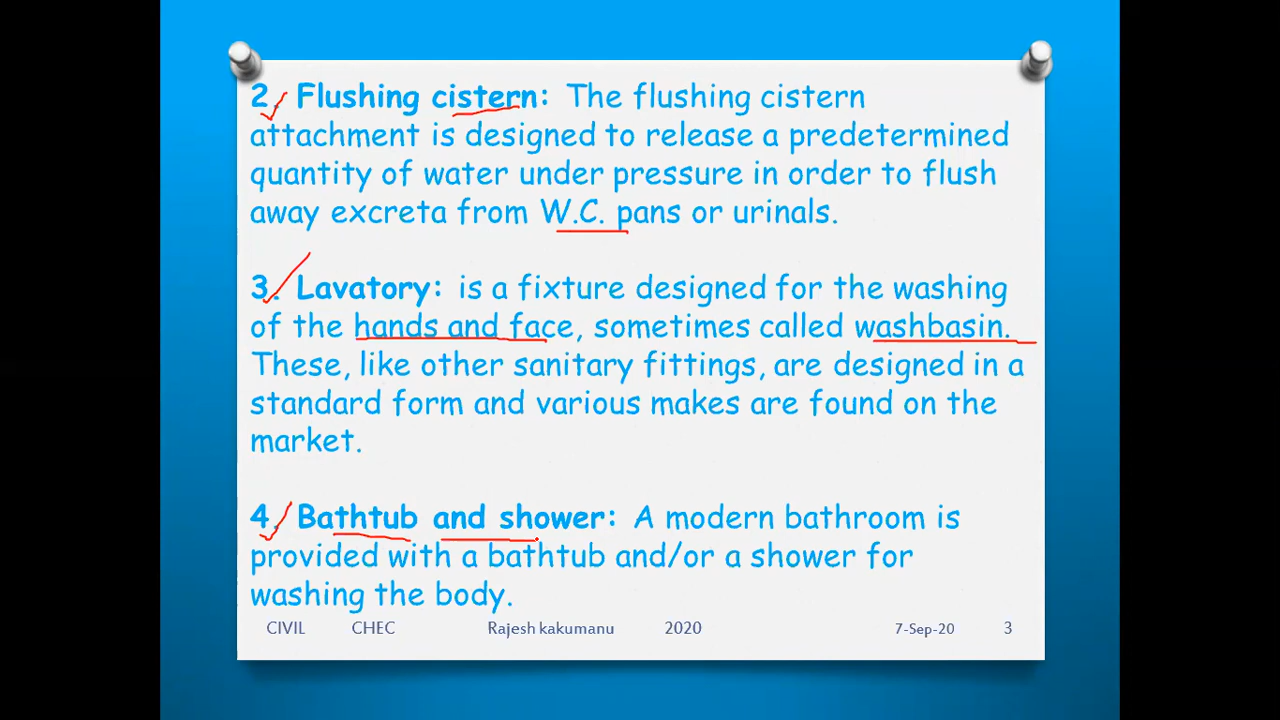 2. Flushing cistern: The flushing cistern
attachment is designed to release a predetermined
quantity of water under pressure in order to flush
away excreta from W.C. pans or urinals.
3. Lavatory: is a fixture designed for the washing
of the hands and face, sometimes called washbasin.
These, like other sanitary fittings, are designed in a
standard form and various makes are found on the
market.
4. Bathtub and shower: A modern bathroom is
provided with a bathtub and/or a shower for
washing the body.
CIVIL CHEC Rajesh kakumanu 2020 7-Sep-20 3